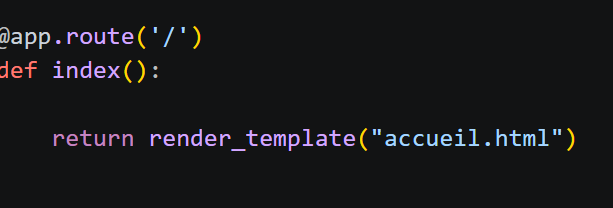 @app.route('/')
def index():
return render_template("accueil.html")